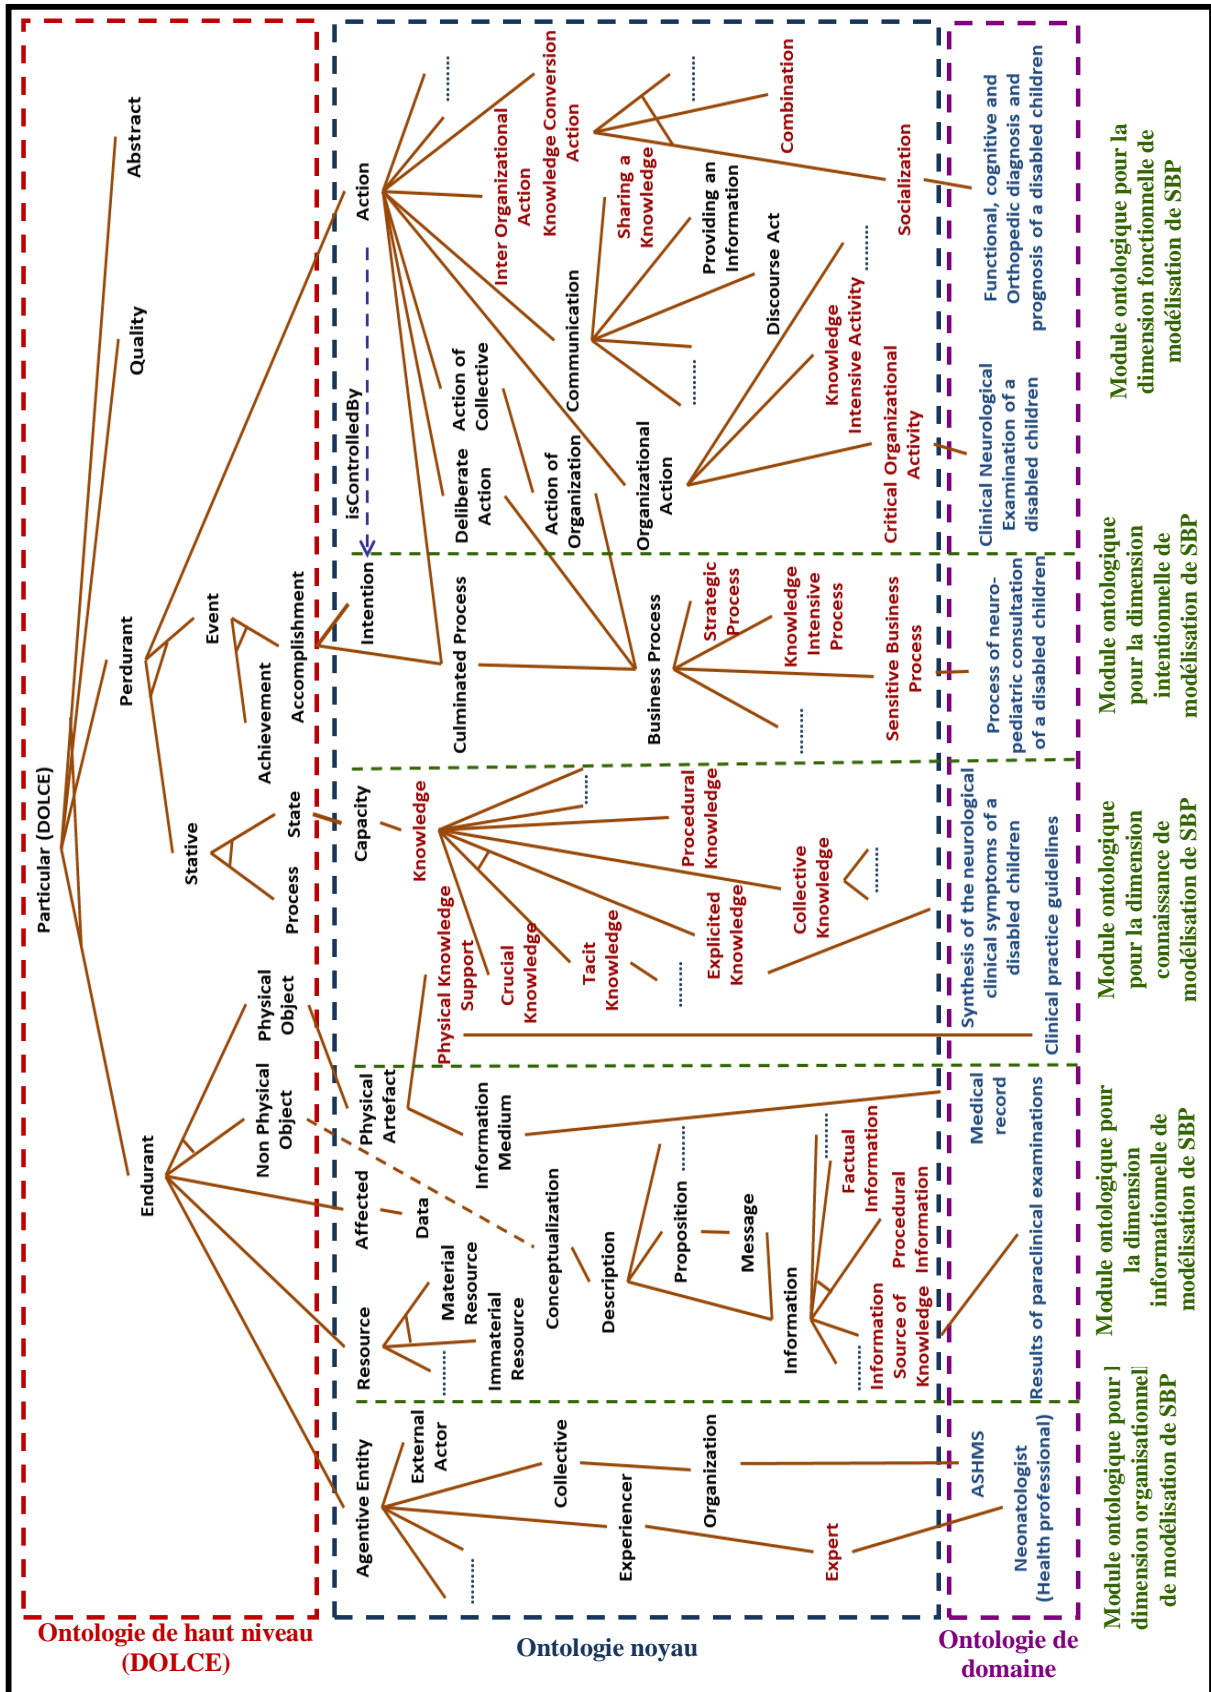 Particular (DOLCE)
Endurant
Perdurant
Quality
Abstract
Stative
Event
Non Physical
Object
Physical
Object
Process
State
Achievement
Accomplishment
Agentive Entity
Resource
Affected
Physical
Artefact
Capacity
Intention
isControlledBy
Action
External
Actor
Collective
Experiencer
Organization
Expert
Material
Resource
Immaterial
Resource
Data
Information
Medium
Conceptualization
Description
Proposition
Message
Information
Factual
Information
Procedural
Information
Information
Source of
Knowledge
Knowledge
Physical Knowledge
Support
Crucial
Knowledge
Tacit
Knowledge
Explicited
Knowledge
Collective
Knowledge
Procedural
Knowledge
Culminated Process
Business Process
Strategic
Process
Knowledge
Intensive
Process
Sensitive Business
Process
Deliberate
Action
Action of
Collective
Action of
Organization
Organizational
Action
Communication
Inter Organizational
Action
Knowledge Conversion
Action
Sharing a
Knowledge
Providing an
Information
Discourse Act
Knowledge
Intensive Activity
Critical Organizational
Activity
Combination
Socialization
ASHMS
Neonatologist
(Health professional)
Medical
record
Results of paraclinical examinations
Synthesis of the neurological
clinical symptoms of a
disabled children
Clinical practice guidelines
Process of neuro-
pediatric consultation
of a disabled children
Clinical Neurological
Examination of a
disabled children
Functional, cognitive and
Orthopedic diagnosis and
prognosis of a disabled children
Module ontologique pour l
dimension organisationnel
de modélisation de SBP
Module ontologique pour
la dimension
informationnelle de
modélisation de SBP
Module ontologique
pour la dimension
connaissance de
modélisation de SBP
Module ontologique
pour la dimension
intentionnelle de
modélisation de SBP
Module ontologique pour la
dimension fonctionnelle de
modélisation de SBP
Ontologie de haut niveau
(DOLCE)
Ontologie noyau
Ontologie de
domaine